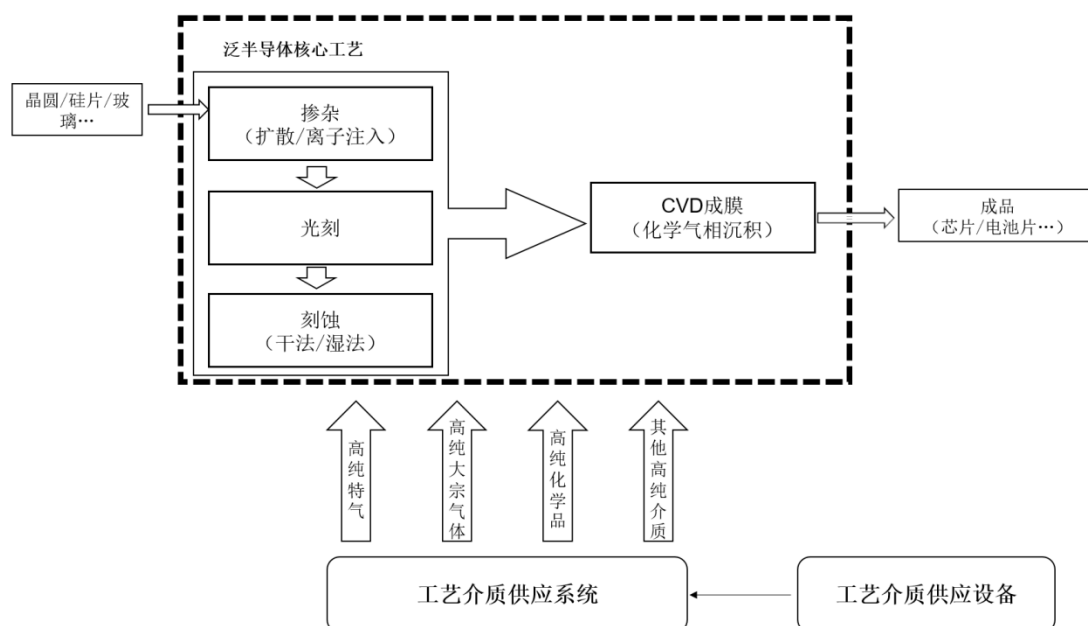 泛半导体核心工艺
晶圆/硅片/玻
璃…
掺杂
（扩散/离子注入）
光刻
刻蚀
（干法/湿法）
CVD成膜
（化学气相沉积）
成品
（芯片/电池片…）
高纯特气
高纯大宗气体
高纯化学品
其他高纯介质
工艺介质供应系统
工艺介质供应设备